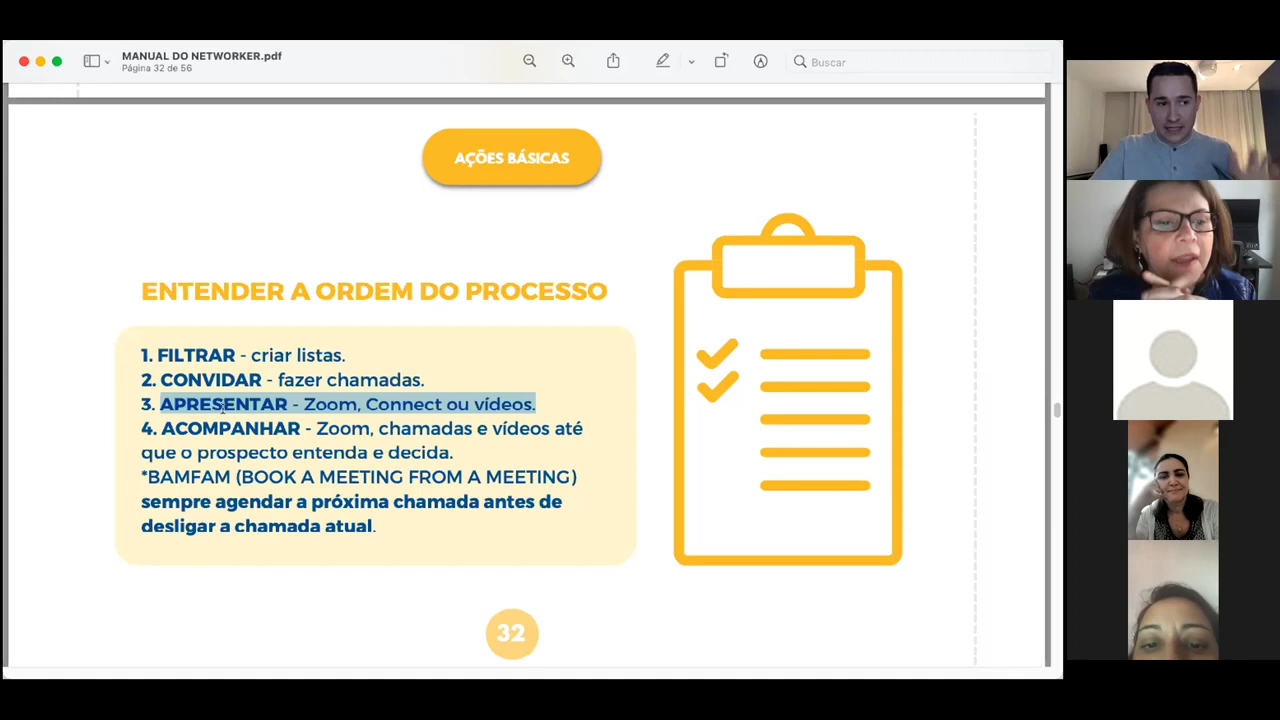 MANUAL DO NETWORKER.pdf
Página 32 de 56
Buscar
AÇÕES BÁSICAS
ENTENDER A ORDEM DO PROCESSO
1. FILTRAR - criar listas.
2. CONVIDAR - fazer chamadas.
3. APRESENTAR - Zoom, Connect ou vídeos.
4. ACOMPANHAR - Zoom, chamadas e vídeos até
que o prospecto entenda e decida.
*BAMFAM (BOOK A MEETING FROM A MEETING)
sempre agendar a próxima chamada antes de
desligar a chamada atual.
32